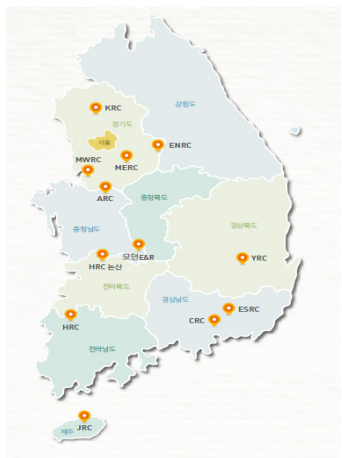 강원도
KRC
경기도
서울
ENRC
MWRC
MERC
ARC
충청북도
충청남도
경상북도
모던E&R
YRC
HRC 논산
전라북도
경상남도
ESRC
CRC
HRC
전라남도
JRC
제주